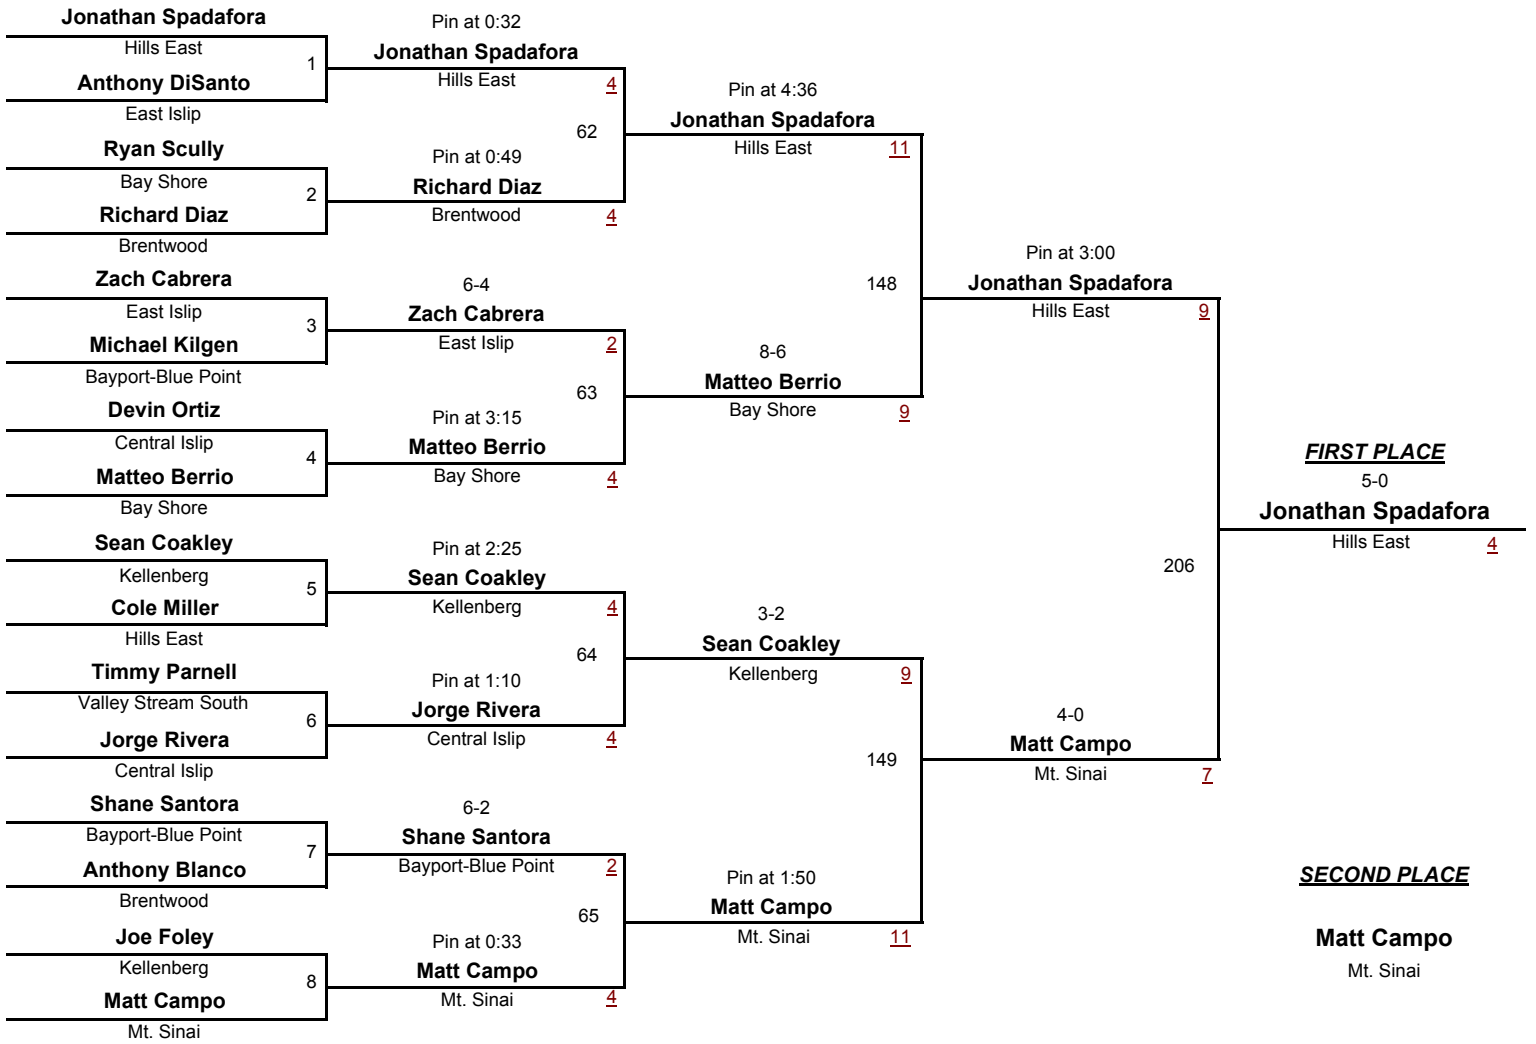 Jonathan Spadafora
Hills East
1
Anthony DiSanto
East Islip
Ryan Scully
Bay Shore
2
Richard Diaz
Brentwood
Zach Cabrera
East Islip
3
Michael Kilgen
Bayport-Blue Point
Devin Ortiz
Central Islip
4
Matteo Berrio
Bay Shore
Sean Coakley
Kellenberg
5
Cole Miller
Hills East
Timmy Parnell
Valley Stream South
6
Jorge Rivera
Central Islip
Shane Santora
Bayport-Blue Point
7
Anthony Blanco
Brentwood
Joe Foley
Kellenberg
8
Matt Campo
Mt. Sinai
Pin at 0:32
Jonathan Spadafora
Hills East
4
62
Pin at 0:49
Richard Diaz
Brentwood
4
6-4
Zach Cabrera
East Islip
2
63
Pin at 3:15
Matteo Berrio
Bay Shore
4
Pin at 2:25
Sean Coakley
Kellenberg
4
64
Pin at 1:10
Jorge Rivera
Central Islip
4
6-2
Shane Santora
Bayport-Blue Point
2
65
Pin at 0:33
Matt Campo
Mt. Sinai
4
Pin at 4:36
Jonathan Spadafora
Hills East
11
148
8-6
Matteo Berrio
Bay Shore
9
3-2
Sean Coakley
Kellenberg
9
149
Pin at 1:50
Matt Campo
Mt. Sinai
11
Pin at 3:00
Jonathan Spadafora
Hills East
9
206
4-0
Matt Campo
Mt. Sinai
7
FIRST PLACE
5-0
Jonathan Spadafora
Hills East
4
SECOND PLACE
Matt Campo
Mt. Sinai